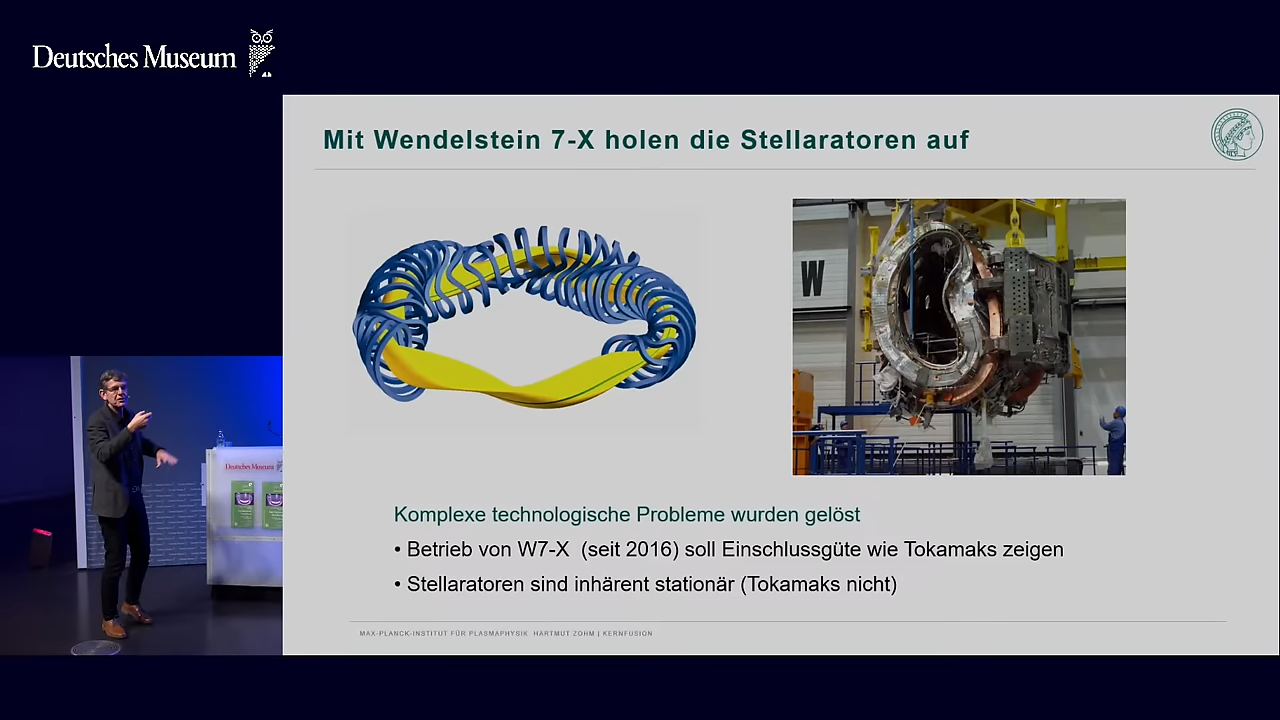 Deutsches Museum
Mit Wendelstein 7-X holen die Stellaratoren auf
W
Komplexe technologische Probleme wurden gelöst
• Betrieb von W7-X (seit 2016) soll Einschlussgüte wie Tokamaks zeigen
• Stellaratoren sind inhärent stationär (Tokamaks nicht)
MAX-PLANCK-INSTITUT FÜR PLASMAPHYSIK HARTMUT ZOHM | KERNFUSION
Deutsches Museum